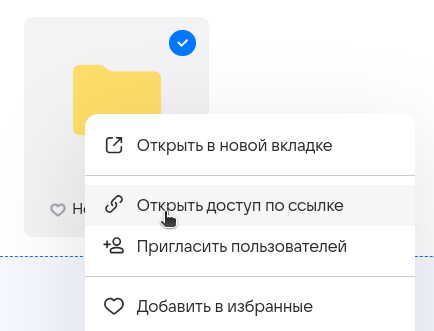 Открыть в новой вкладке
Открыть доступ по ссылке
Пригласить пользователей
Добавить в избранные